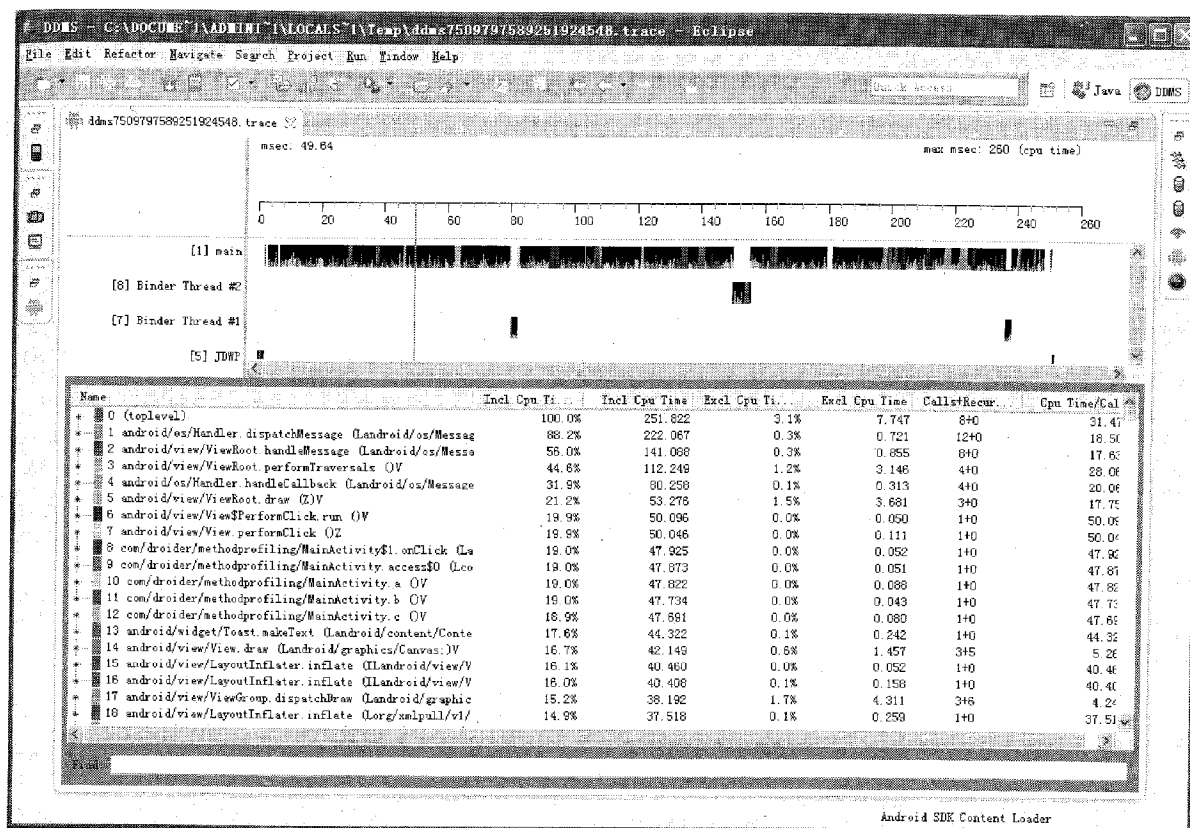 DDMS - C:\DOCUME~1\ADMINI~1\LOCALS~1\Temp\ddms7509797589251924548.trace - Eclipse
File Edit Refactor Navigate Search Project Run Window Help
Quick Access Java DDMS
ddms7509797589251924548.trace
msec: 49.64 max msec: 260 (cpu time)
0 20 40 60 80 100 120 140 160 180 200 220 240 260
[1] main
[8] Binder Thread #2
[7] Binder Thread #1
[5] JDWP
Name Incl Cpu Ti... Incl Cpu Time Excl Cpu Ti... Excl Cpu Time Calls+Recur... Cpu Time/Cal
0 (toplevel) 100.0% 251.822 3.1% 7.747 8+0 31.47
1 android/os/Handler.dispatchMessage (Landroid/os/Messag 88.2% 222.067 0.3% 0.721 12+0 18.50
2 android/view/ViewRoot.handleMessage (Landroid/os/Messa 56.0% 141.088 0.3% 0.855 8+0 17.63
3 android/view/ViewRoot.performTraversals ()V 44.6% 112.249 1.2% 3.146 4+0 28.06
4 android/os/Handler.handleCallback (Landroid/os/Message 31.9% 80.258 0.1% 0.313 4+0 20.06
5 android/view/ViewRoot.draw (Z)V 21.2% 53.276 1.5% 3.681 3+0 17.75
6 android/view/View$PerformClick.run ()V 19.9% 50.096 0.0% 0.050 1+0 50.09
7 android/view/View.performClick ()Z 19.9% 50.046 0.0% 0.111 1+0 50.04
8 com/droider/methodprofiling/MainActivity$1.onClick (La 19.0% 47.925 0.0% 0.052 1+0 47.92
9 com/droider/methodprofiling/MainActivity.access$0 (Lco 19.0% 47.873 0.0% 0.051 1+0 47.87
10 com/droider/methodprofiling/MainActivity.a ()V 19.0% 47.822 0.0% 0.088 1+0 47.82
11 com/droider/methodprofiling/MainActivity.b ()V 19.0% 47.734 0.0% 0.043 1+0 47.73
12 com/droider/methodprofiling/MainActivity.c ()V 18.9% 47.691 0.0% 0.080 1+0 47.69
13 android/widget/Toast.makeText (Landroid/content/Conte 17.6% 44.322 0.1% 0.242 1+0 44.32
14 android/view/View.draw (Landroid/graphics/Canvas;)V 16.7% 42.149 0.6% 1.457 3+5 5.26
15 android/view/LayoutInflater.inflate (ILandroid/view/V 16.1% 40.460 0.0% 0.052 1+0 40.46
16 android/view/LayoutInflater.inflate (ILandroid/view/V 16.0% 40.408 0.1% 0.158 1+0 40.40
17 android/view/ViewGroup.dispatchDraw (Landroid/graphic 15.2% 38.192 1.7% 4.311 3+6 4.24
18 android/view/LayoutInflater.inflate (Lorg/xmlpull/v1/ 14.9% 37.518 0.1% 0.259 1+0 37.51
Find:
Android SDK Content Loader